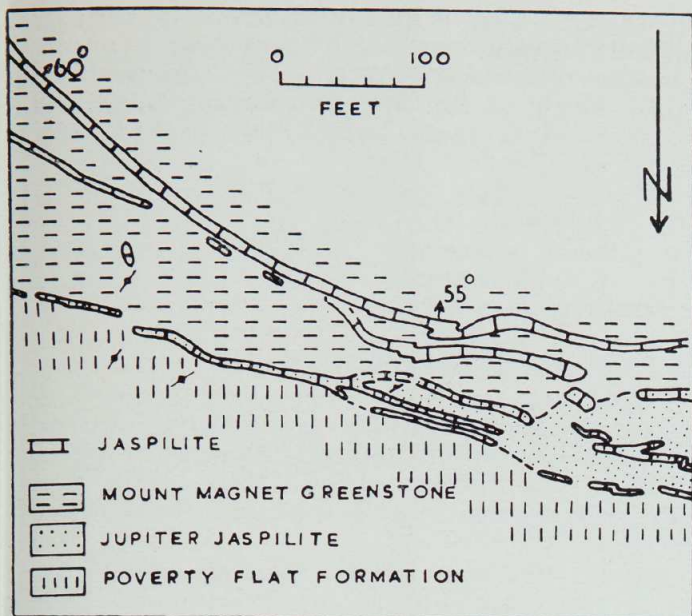 60°
0 100
FEET
N
55°
JASPILITE
MOUNT MAGNET GREENSTONE
JUPITER JASPILITE
POVERTY FLAT FORMATION